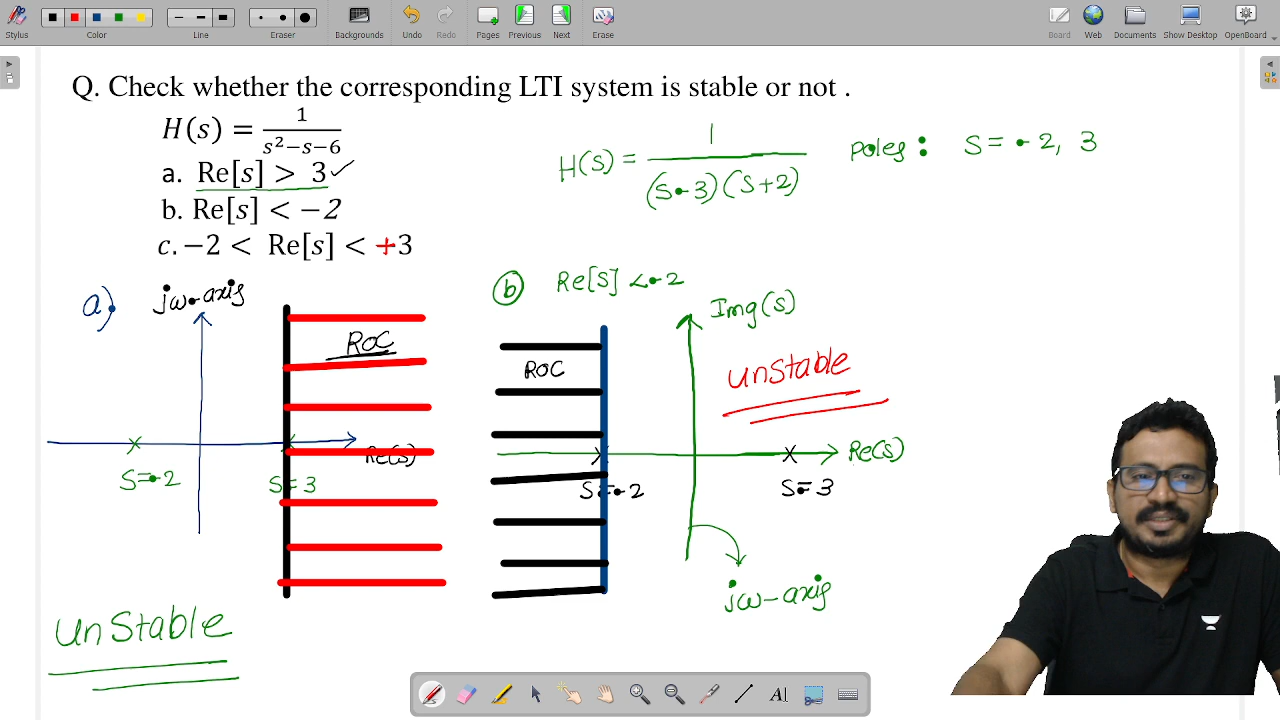 Stylus Color Line Eraser Backgrounds Undo Redo Pages Previous Next Erase Board Web Documents Show Desktop OpenBoard
Q. Check whether the corresponding LTI system is stable or not .
H(s) = 1/(s²−s−6)
a. Re[s] > 3 ✓
b. Re[s] < −2
c. −2 < Re[s] < +3
H(s) = 1/((s-3)(s+2))
poles : s = -2, 3
a)
jω-axis
ROC
Re(s)
s=-2
s=3
unstable
b Re[s] <-2
Img(s)
ROC
unstable
Re(s)
s=-2
s=3
jω-axis
AI